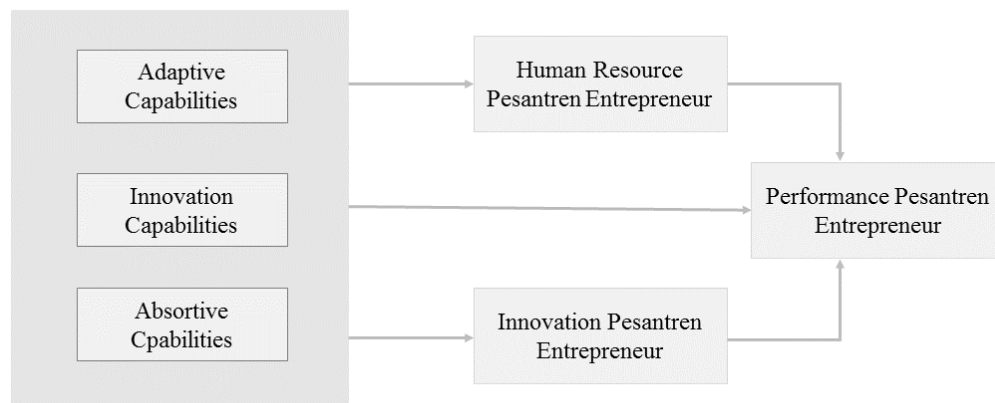 Adaptive
Capabilities
Human Resource
Pesantren Entrepreneur
Innovation
Capabilities
Performance Pesantren
Entrepreneur
Absortive
Cpabilities
Innovation Pesantren
Entrepreneur